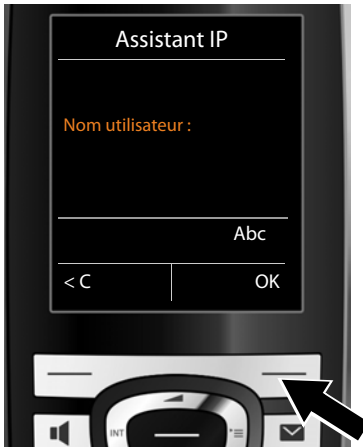 Assistant IP
Nom utilisateur :
Abc
< C OK
INT